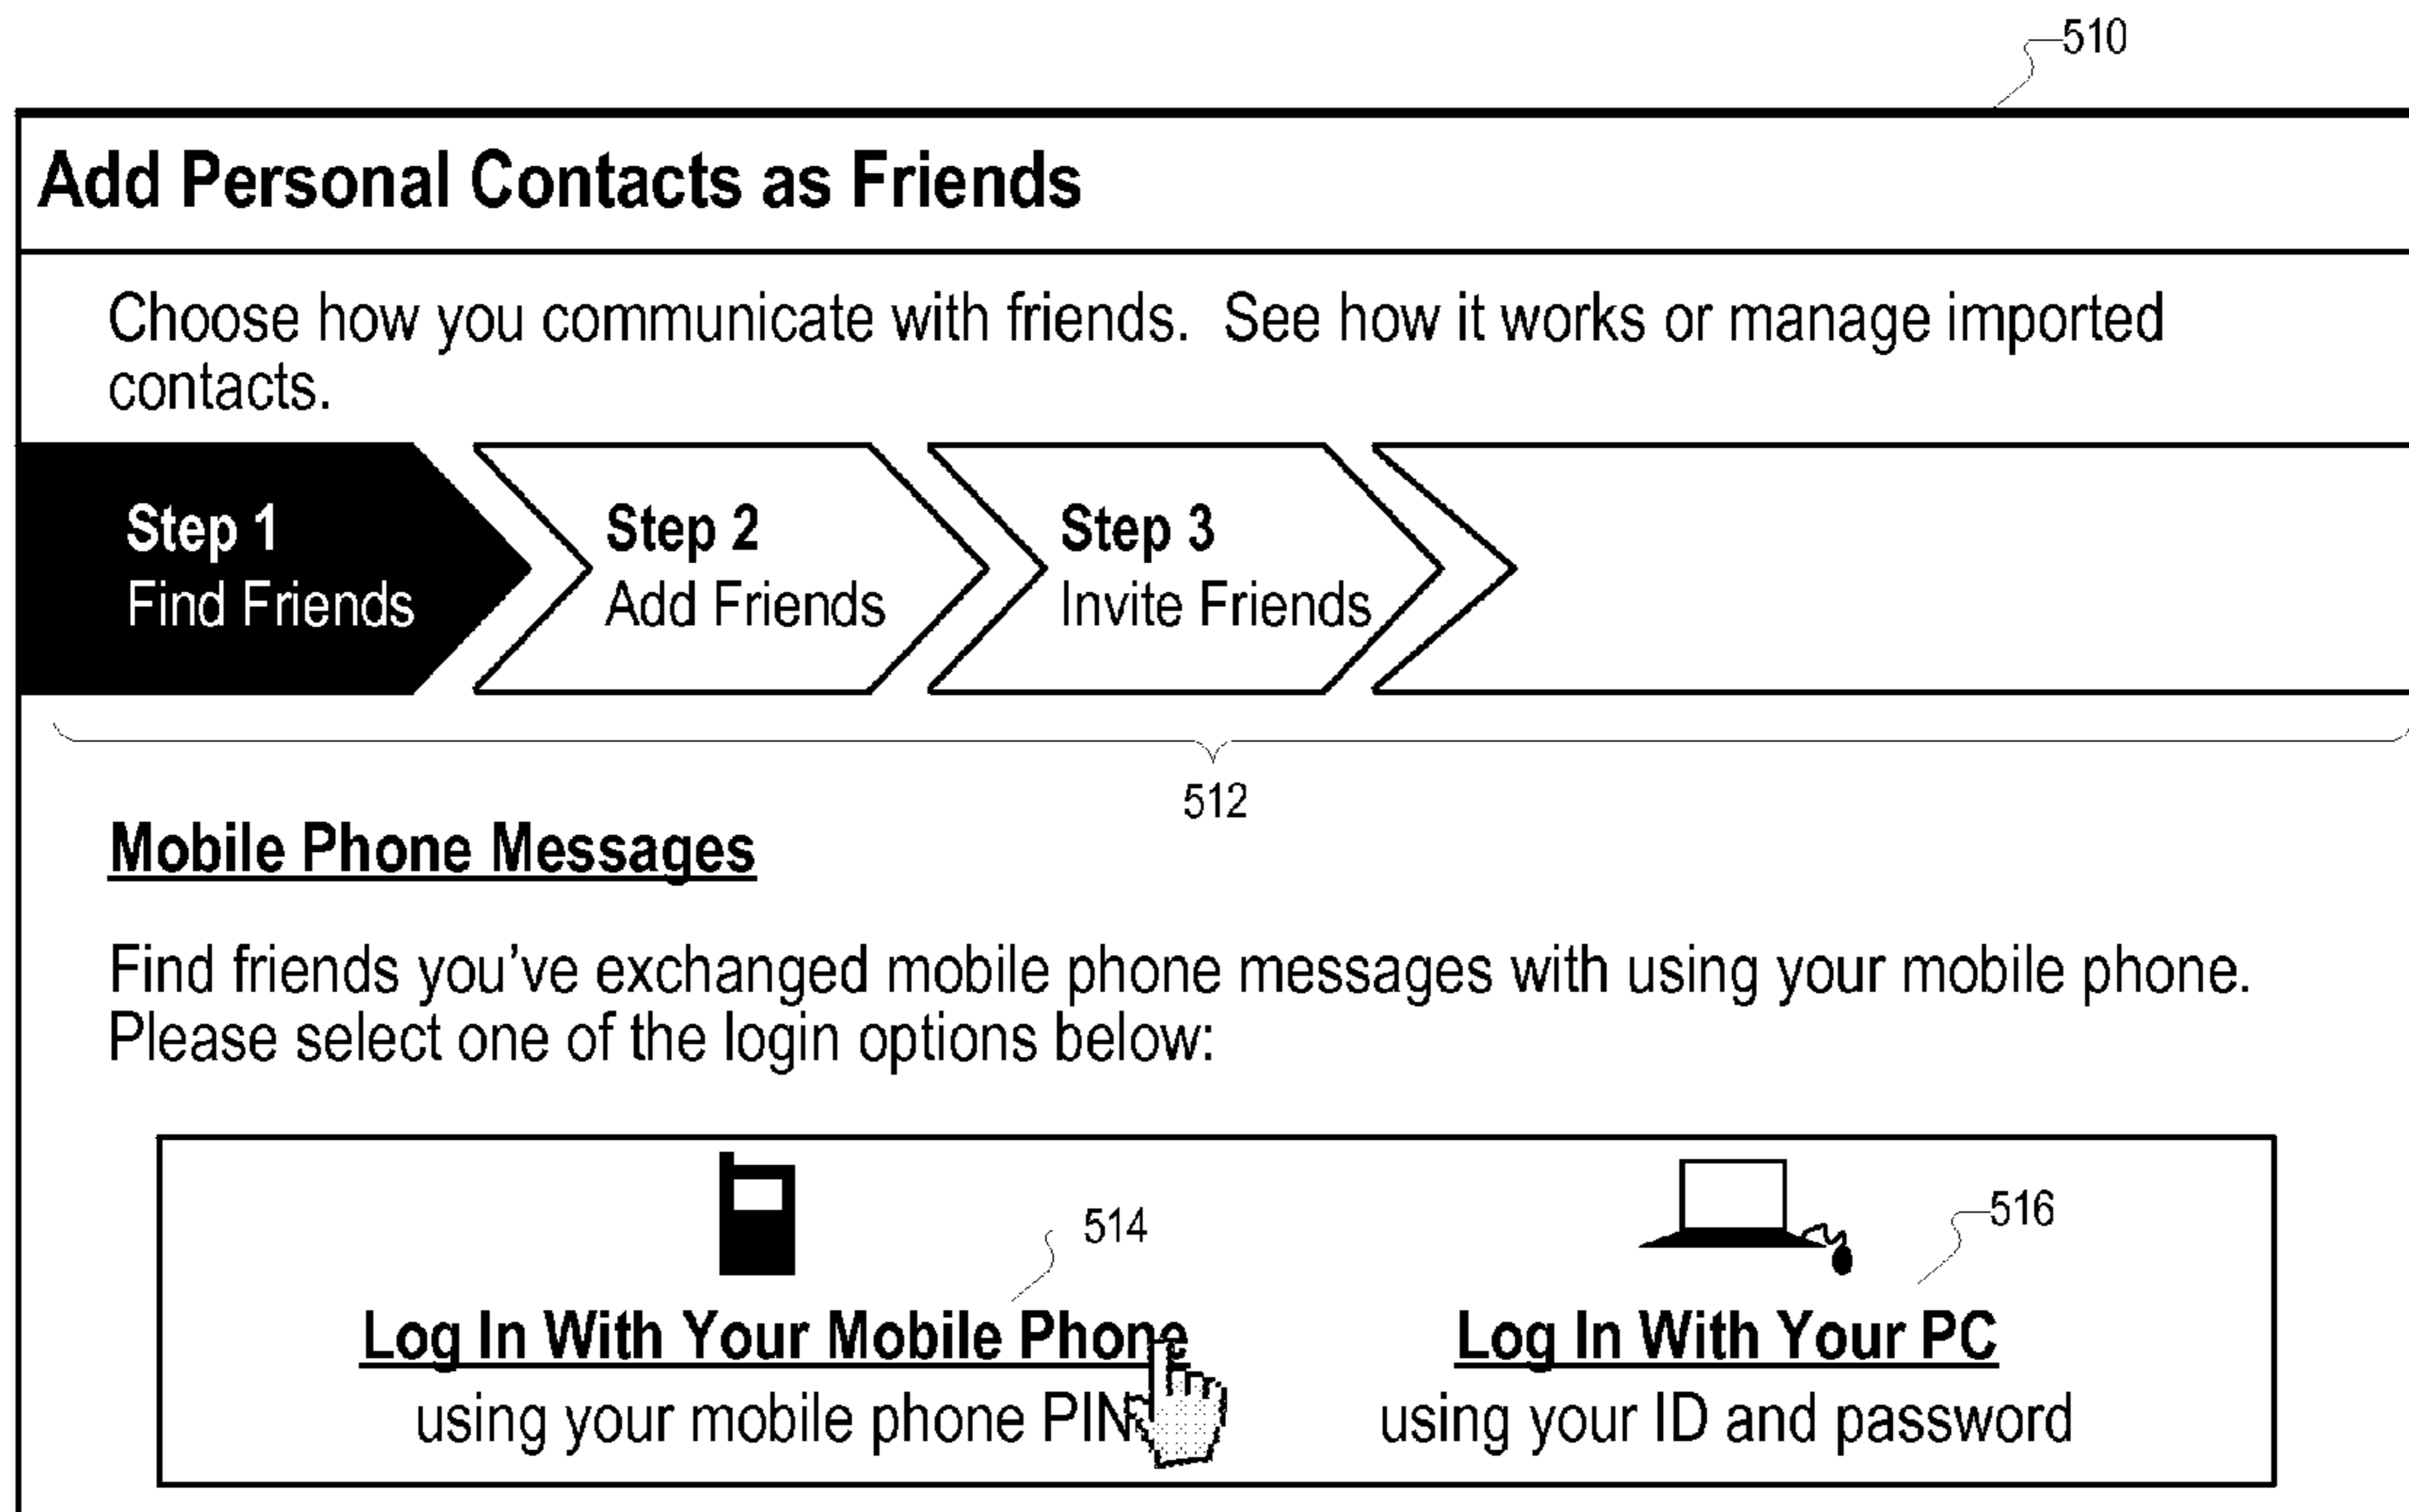 510
Add Personal Contacts as Friends
Choose how you communicate with friends. See how it works or manage imported
contacts.
Step 1
Find Friends
Step 2
Add Friends
Step 3
Invite Friends
512
Mobile Phone Messages
Find friends you've exchanged mobile phone messages with using your mobile phone.
Please select one of the login options below:
514
516
Log In With Your Mobile Phone
using your mobile phone PIN
Log In With Your PC
using your ID and password